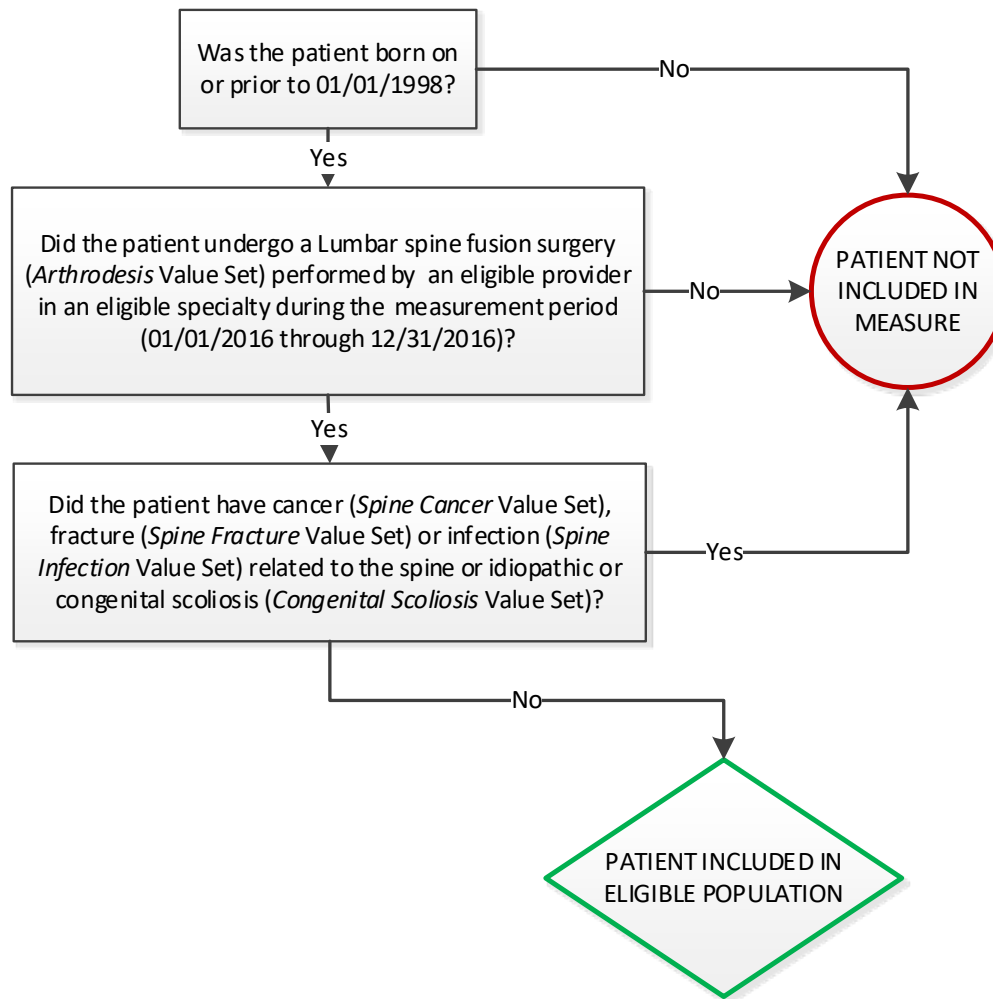 Was the patient born on
or prior to 01/01/1998?
No
Yes
Did the patient undergo a Lumbar spine fusion surgery
(Arthrodesis Value Set) performed by an eligible provider
in an eligible specialty during the measurement period
(01/01/2016 through 12/31/2016)?
No
PATIENT NOT
INCLUDED IN
MEASURE
Yes
Did the patient have cancer (Spine Cancer Value Set),
fracture (Spine Fracture Value Set) or infection (Spine
Infection Value Set) related to the spine or idiopathic or
congenital scoliosis (Congenital Scoliosis Value Set)?
Yes
No
PATIENT INCLUDED IN
ELIGIBLE POPULATION